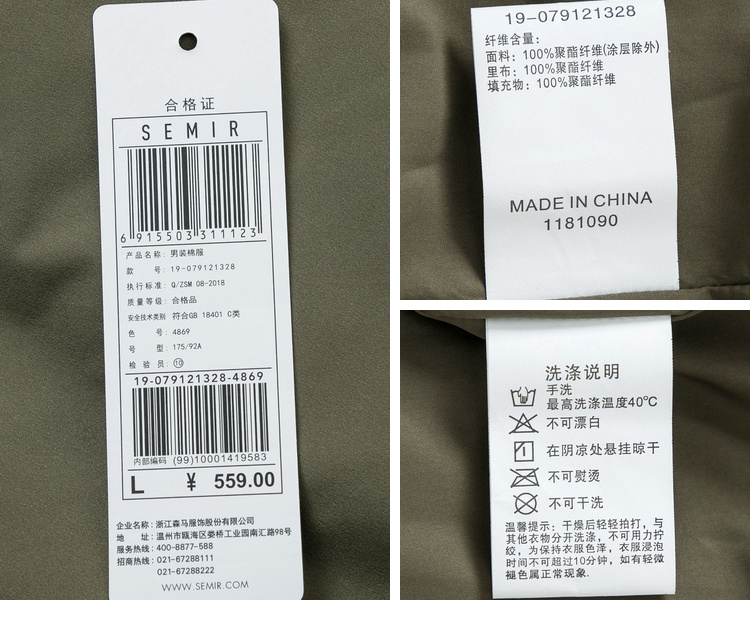 合格证
SEMIR
6 915503 311123
产品名称: 男装棉服
款 号: 19-079121328
执行标准: Q/ZSM 08-2018
质量等级: 合格品
安全技术类别 符合GB 18401 C类
色 号: 4869
号 型: 175/92A
检 验 员: ⑩
19-079121328-4869
内部编码 (99)10001419583
L ¥ 559.00
企业名称: 浙江森马服饰股份有限公司
地 址: 温州市瓯海区娄桥工业园南汇路98号
服务热线: 400-8877-588
招商热线: 021-67288111
021-67288222
WWW.SEMIR.COM
19-079121328
纤维含量:
面料: 100%聚酯纤维(涂层除外)
里布: 100%聚酯纤维
填充物: 100%聚酯纤维
MADE IN CHINA
1181090
洗涤说明
手洗
最高洗涤温度40℃
不可漂白
在阴凉处悬挂晾干
不可熨烫
不可干洗
温馨提示: 干燥后轻轻拍打, 与
其他衣物分开洗涤, 不可用力拧
绞, 为保持衣服色泽, 衣服浸泡
时间不可超过10分钟, 如有轻微
褪色属正常现象.